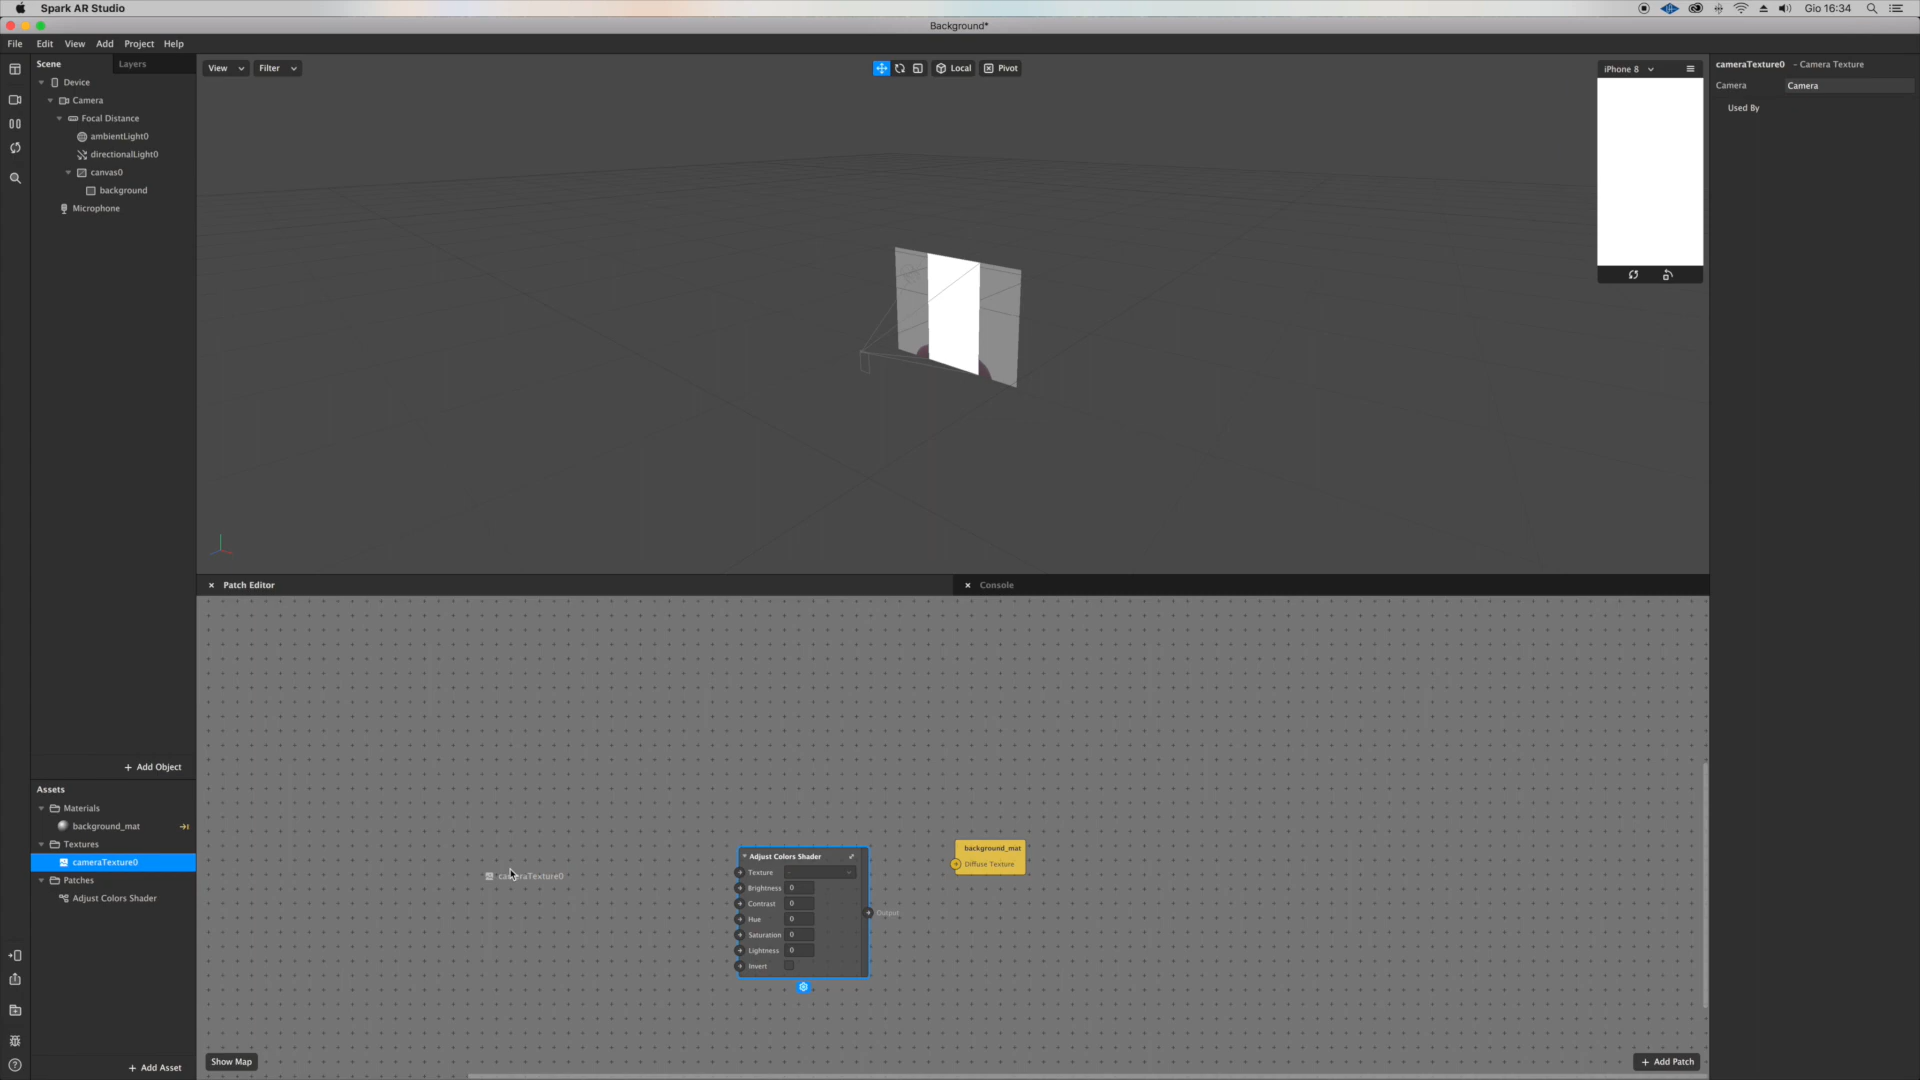 Spark AR Studio
Gio 16:34
Background*
File Edit View Add Project Help
Scene Layers
Device
Camera
Focal Distance
ambientLight0
directionalLight0
canvas0
background
Microphone
+ Add Object
Assets
Materials
background_mat
Textures
cameraTexture0
Patches
Adjust Colors Shader
+ Add Asset
View Filter
Local Pivot
iPhone 8
cameraTexture0 - Camera Texture
Camera Camera
Used By
× Patch Editor
× Console
cameraTexture0
Adjust Colors Shader
Texture -
Brightness 0
Contrast 0
Hue 0
Saturation 0
Lightness 0
Invert
Output
background_mat
Diffuse Texture
Show Map
+ Add Patch